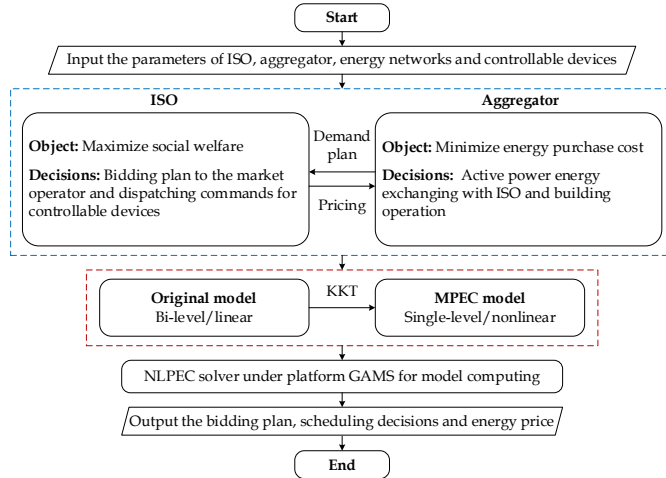 Start
Input the parameters of ISO, aggregator, energy networks and controllable devices
ISO
Object: Maximize social welfare
Decisions: Bidding plan to the market
operator and dispatching commands for
controllable devices
Demand
plan
Pricing
Aggregator
Object: Minimize energy purchase cost
Decisions: Active power energy
exchanging with ISO and building
operation
Original model
Bi-level/linear
KKT
MPEC model
Single-level/nonlinear
NLPEC solver under platform GAMS for model computing
Output the bidding plan, scheduling decisions and energy price
End